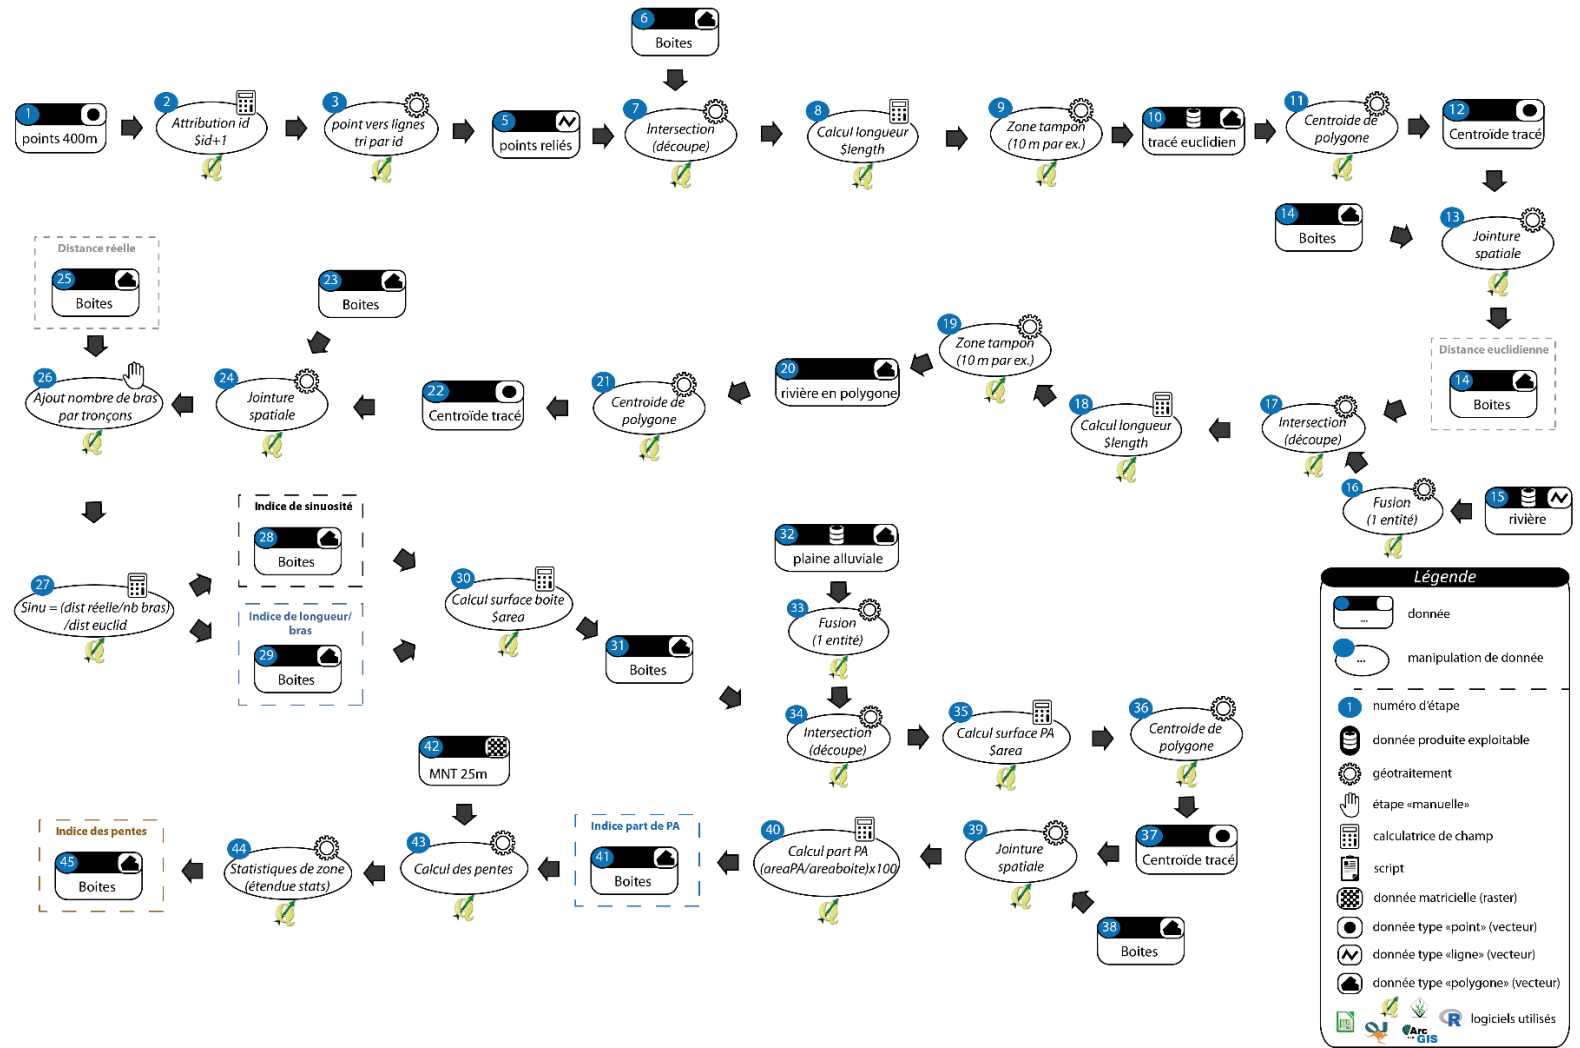 6
Boites
1
points 400m
2
Attribution id
$id+1
3
point vers lignes
tri par id
5
points reliés
7
Intersection
(découpe)
8
Calcul longueur
$length
9
Zone tampon
(10 m par ex.)
10
tracé euclidien
11
Centroide de
polygone
12
Centroïde tracé
14
Boites
13
Jointure
spatiale
Distance réelle
25
Boites
23
Boites
19
Zone tampon
(10 m par ex.)
Distance euclidienne
14
Boites
26
Ajout nombre de bras
par tronçons
24
Jointure
spatiale
22
Centroïde tracé
21
Centroide de
polygone
20
rivière en polygone
18
Calcul longueur
$length
17
Intersection
(découpe)
16
Fusion
(1 entité)
15
rivière
27
Sinu = (dist réelle/nb bras)
/dist euclid
Indice de sinuosité
28
Boites
Indice de longueur/
bras
29
Boites
30
Calcul surface boite
$area
31
Boites
32
plaine alluviale
33
Fusion
(1 entité)
34
Intersection
(découpe)
35
Calcul surface PA
$area
36
Centroide de
polygone
42
MNT 25m
Indice des pentes
45
Boites
44
Statistiques de zone
(étendue stats)
43
Calcul des pentes
Indice part de PA
41
Boites
40
Calcul part PA
(areaPA/areaboite)x100
39
Jointure
spatiale
37
Centroïde tracé
38
Boites
Légende
...
donnée
...
manipulation de donnée
1
numéro d'étape
donnée produite exploitable
géotraitement
étape «manuelle»
calculatrice de champ
script
donnée matricielle (raster)
donnée type «point» (vecteur)
donnée type «ligne» (vecteur)
donnée type «polygone» (vecteur)
Arc
GIS
R
logiciels utilisés